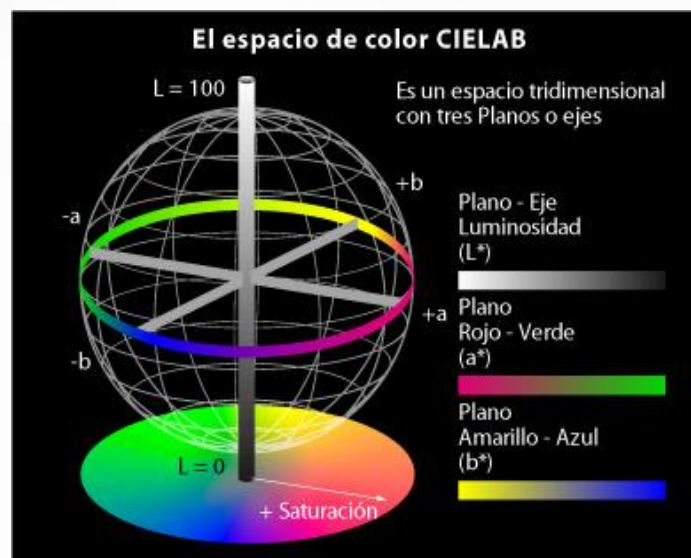 El espacio de color CIELAB
L = 100
Es un espacio tridimensional
con tres Planos o ejes
+b
-a
Plano - Eje
Luminosidad
(L*)
+a
Plano
Rojo - Verde
(a*)
-b
Plano
Amarillo - Azul
(b*)
L = 0
+ Saturación